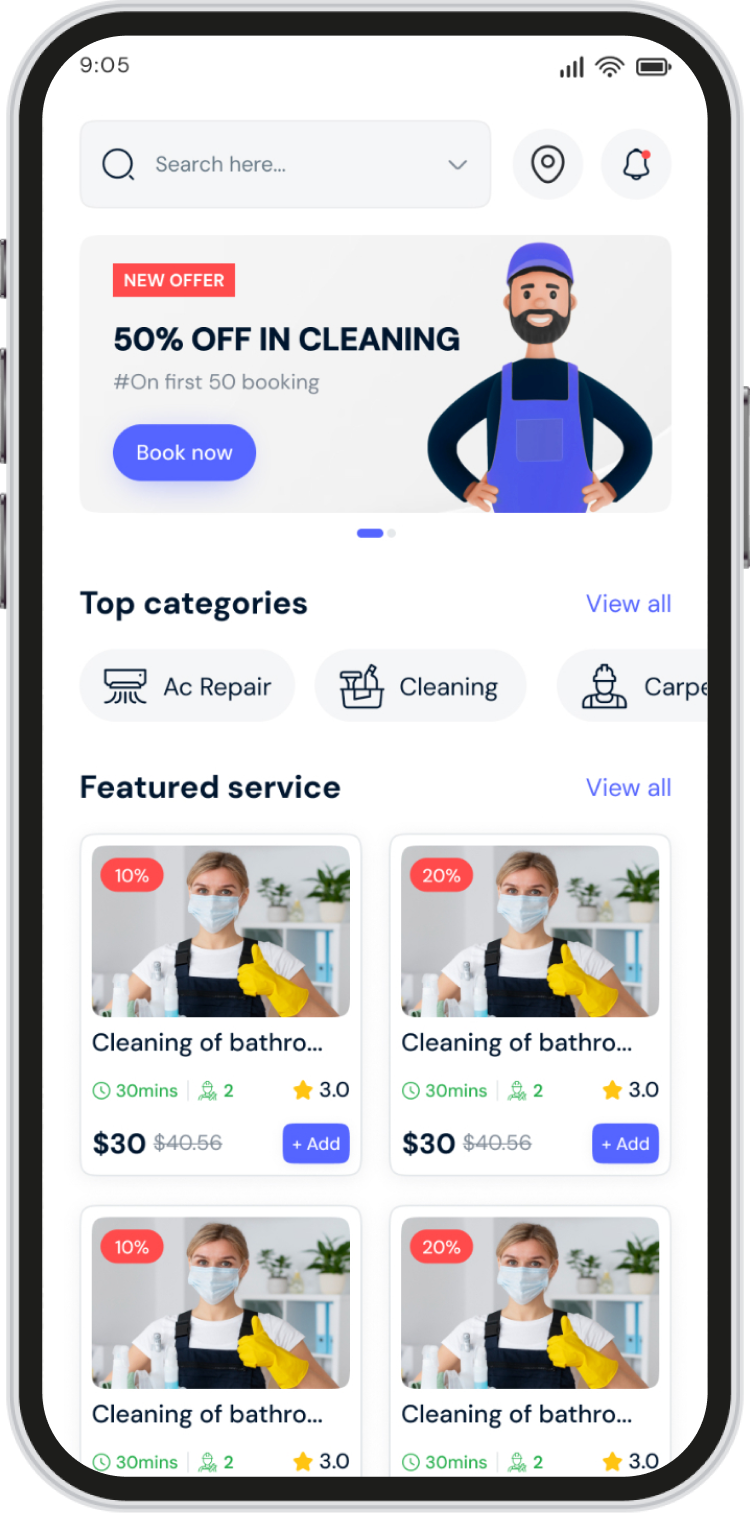 9:05
Search here...
NEW OFFER
50% OFF IN CLEANING
#On first 50 booking
Book now
Top categories
View all
Ac Repair
Cleaning
Carpe
Featured service
View all
10%
20%
Cleaning of bathro...
Cleaning of bathro...
30mins 2 3.0
30mins 2 3.0
$30 $40.56 + Add
$30 $40.56 + Add
10%
20%
Cleaning of bathro...
Cleaning of bathro...
30mins 2 3.0
30mins 2 3.0